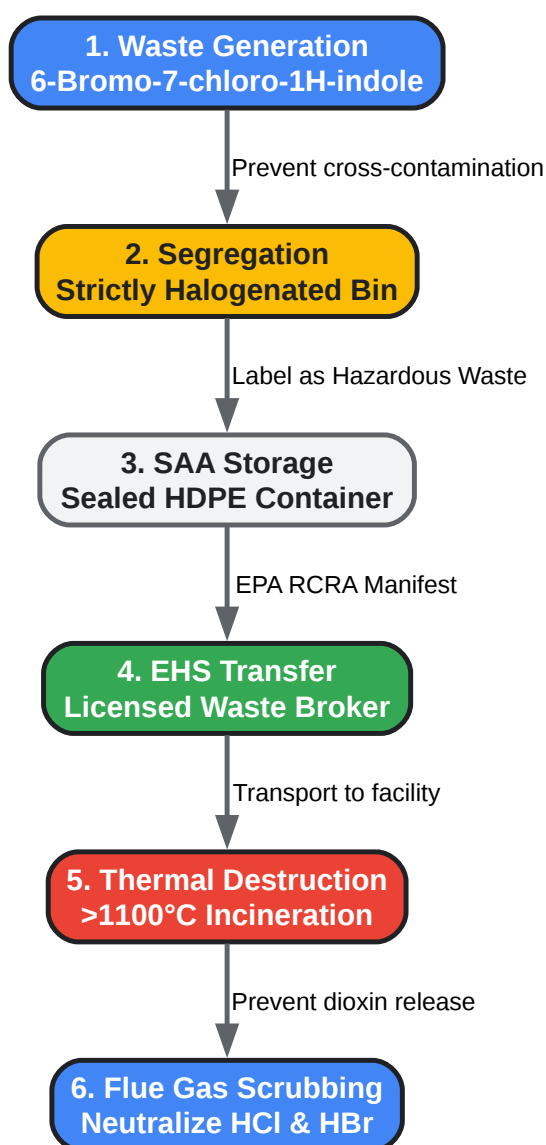 1. Waste Generation
6-Bromo-7-chloro-1H-indole
Prevent cross-contamination
2. Segregation
Strictly Halogenated Bin
Label as Hazardous Waste
3. SAA Storage
Sealed HDPE Container
EPA RCRA Manifest
4. EHS Transfer
Licensed Waste Broker
Transport to facility
5. Thermal Destruction
>1100°C Incineration
Prevent dioxin release
6. Flue Gas Scrubbing
Neutralize HCl & HBr